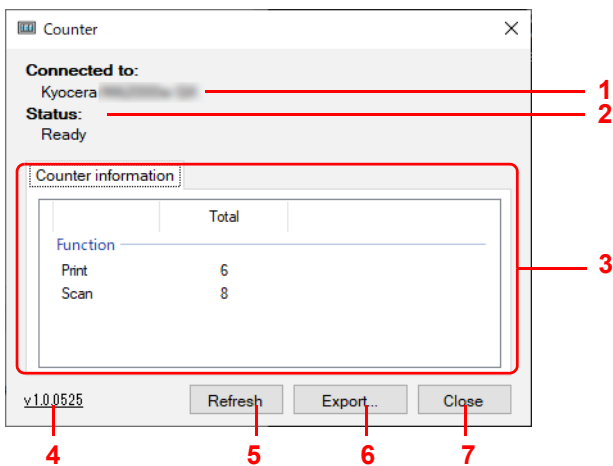 Counter
Connected to:
Kyocera
1
Status:
2
Ready
Counter information
Total
Function
Print 6
Scan 8
3
v1.0.0525
Refresh
Export...
Close
4
5
6
7